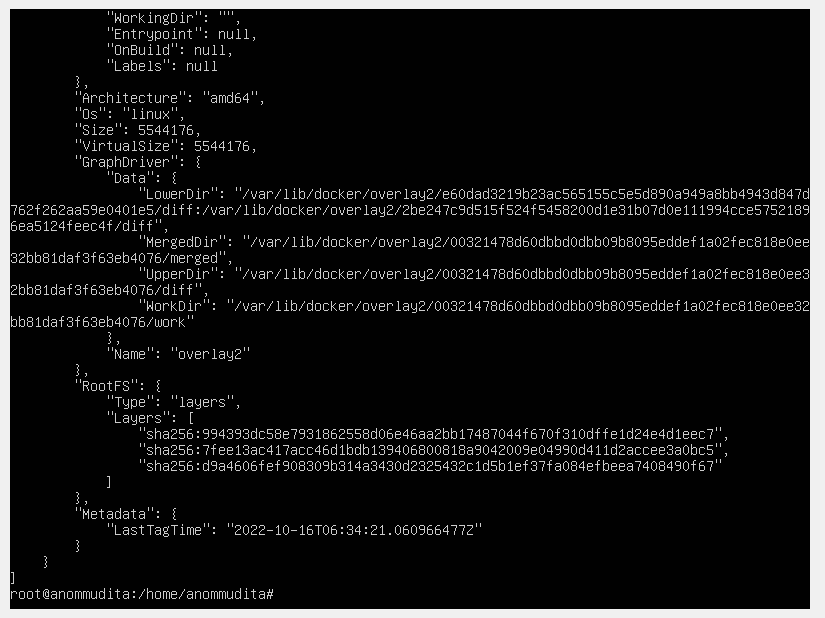 "WorkingDir": "",
            "Entrypoint": null,
            "OnBuild": null,
            "Labels": null
        },
        "Architecture": "amd64",
        "Os": "linux",
        "Size": 5544176,
        "VirtualSize": 5544176,
        "GraphDriver": {
            "Data": {
                "LowerDir": "/var/lib/docker/overlay2/e60dad3219b23ac565155c5e5d890a949a8bb4943d847d
762f262aa59e0401e5/diff:/var/lib/docker/overlay2/2be247c9d515f524f5458200d1e31b07d0e111994cce5752189
6ea5124feec4f/diff",
                "MergedDir": "/var/lib/docker/overlay2/00321478d60dbbd0dbb09b8095eddef1a02fec818e0ee
32bb81daf3f63eb4076/merged",
                "UpperDir": "/var/lib/docker/overlay2/00321478d60dbbd0dbb09b8095eddef1a02fec818e0ee3
2bb81daf3f63eb4076/diff",
                "WorkDir": "/var/lib/docker/overlay2/00321478d60dbbd0dbb09b8095eddef1a02fec818e0ee32
bb81daf3f63eb4076/work"
            },
            "Name": "overlay2"
        },
        "RootFS": {
            "Type": "layers",
            "Layers": [
                "sha256:994393dc58e7931862558d06e46aa2bb17487044f670f310dffe1d24e4d1eec7",
                "sha256:7fee13ac417acc46d1bdb139406800818a9042009e04990d411d2accee3a0bc5",
                "sha256:d9a4606fef908309b314a3430d2325432c1d5b1ef37fa084efbeea7408490f67"
            ]
        },
        "Metadata": {
            "LastTagTime": "2022-10-16T06:34:21.060966477Z"
        }
    }
]
root@anommudita:/home/anommudita#